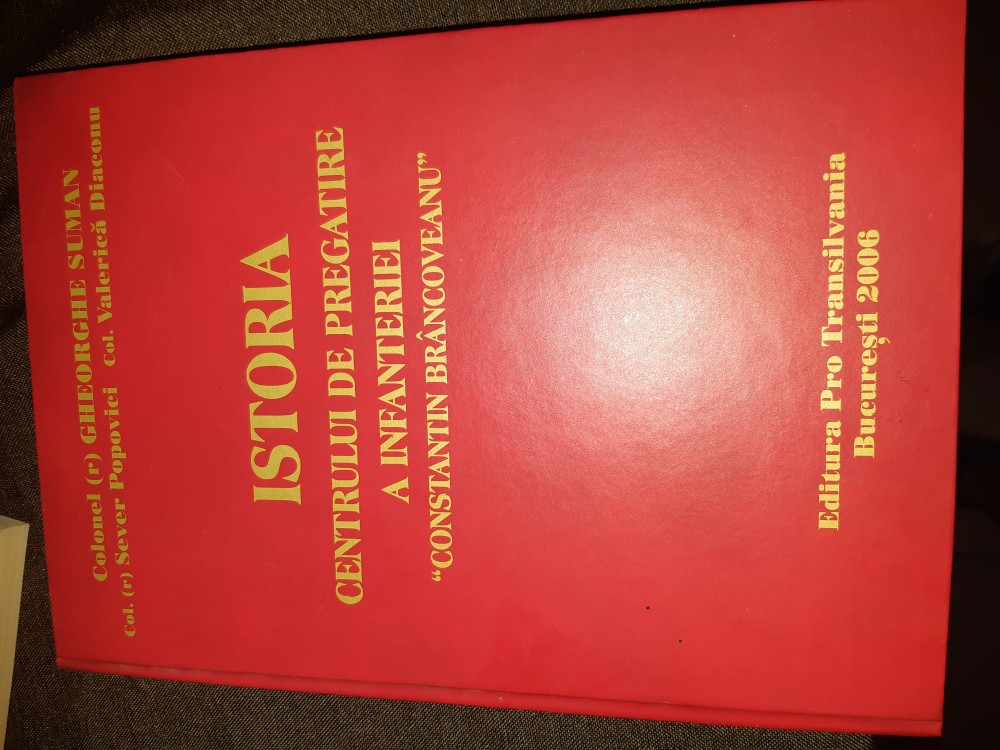 Colonel (r) GHEORGHE SUMAN
Col. (r) Sever Popovici Col. Valerică Diaconu
ISTORIA
CENTRULUI DE PREGATIRE
A INFANTERIEI
“CONSTANTIN BRÂNCOVEANU”
Editura Pro Transilvania
București 2006